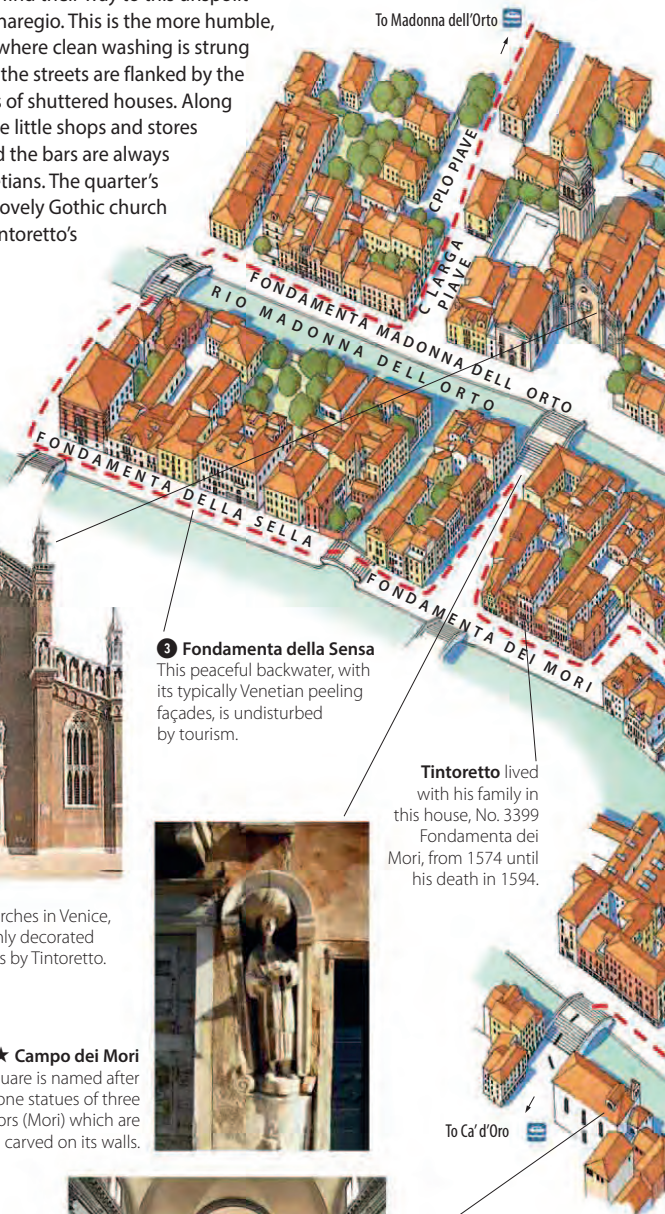 their way to this unspoilt
naregio. This is the more humble,
where clean washing is strung
the streets are flanked by the
s of shuttered houses. Along
e little shops and stores
d the bars are always
etians. The quarter's
ovely Gothic church
ntoretto's
To Madonna dell'Orto
CPLO PIAVE
C LARGA
PIAVE
FONDAMENTA MADONNA DELL ORTO
RIO MADONNA DELL ORTO
FONDAMENTA DELLA SELLA
FONDAMENTA DEI MORI
3 Fondamenta della Sensa
This peaceful backwater, with
its typically Venetian peeling
façades, is undisturbed
by tourism.
Tintoretto lived
with his family in
this house, No. 3399
Fondamenta dei
Mori, from 1574 until
his death in 1594.
rches in Venice,
nly decorated
s by Tintoretto.
★ Campo dei Mori
uare is named after
one statues of three
ors (Mori) which are
carved on its walls.
To Ca' d'Oro